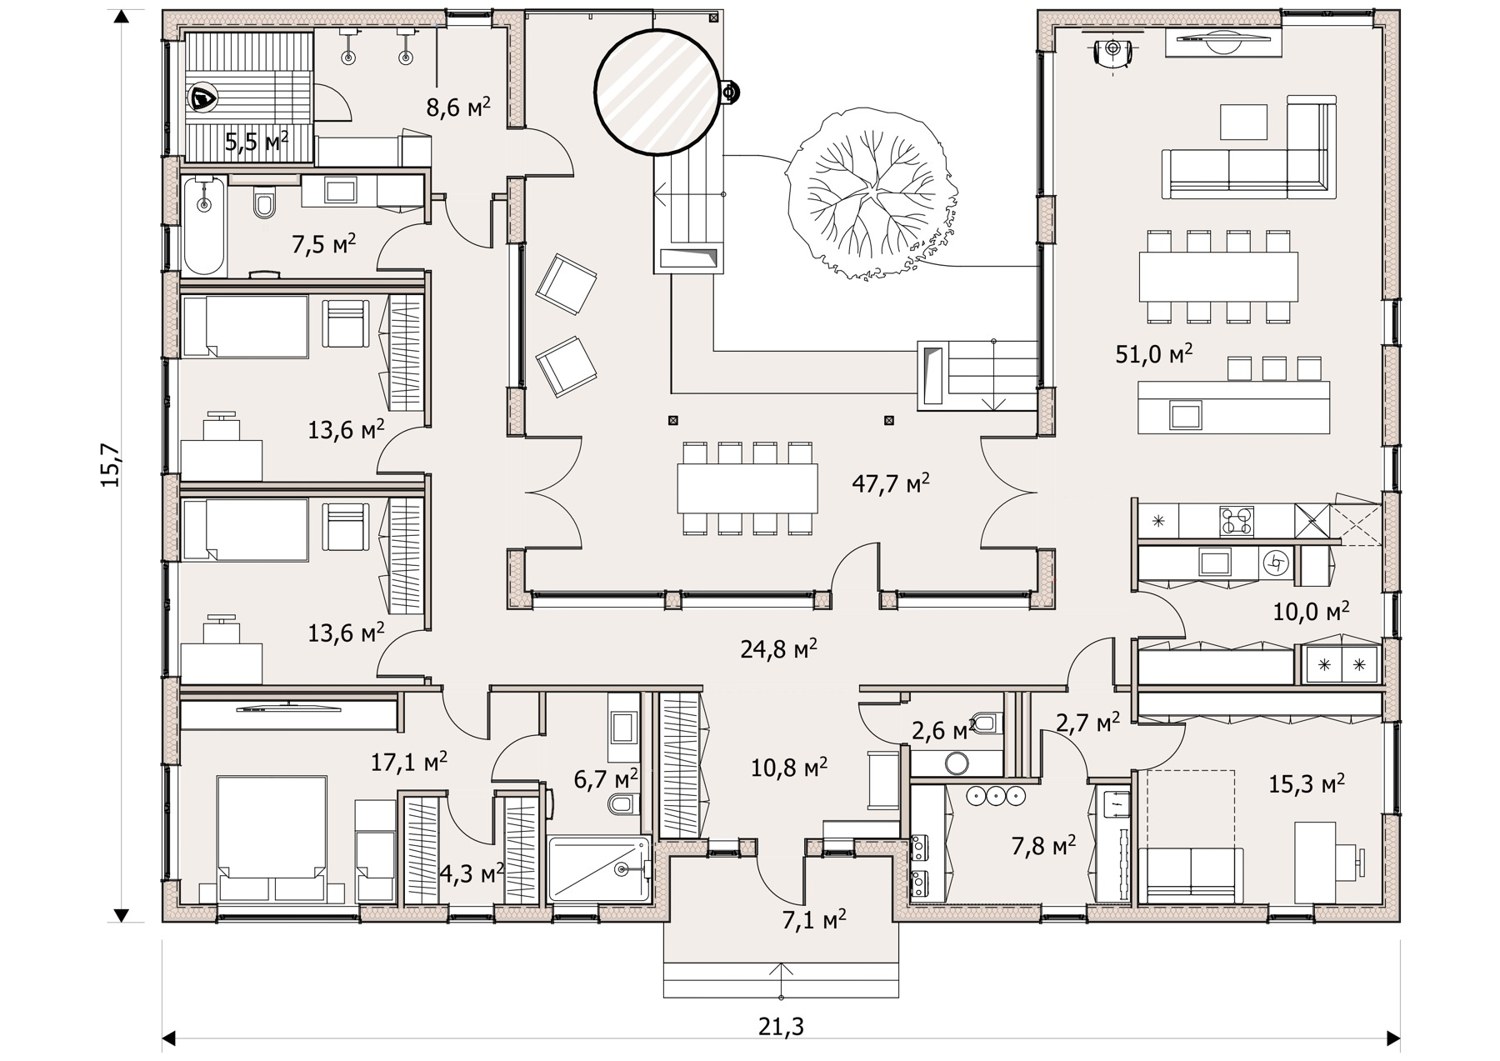 8,6 м²
5,5 м²
7,5 м²
51,0 м²
13,6 м²
15,7
47,7 м²
10,0 м²
13,6 м²
24,8 м²
2,6 м²
2,7 м²
17,1 м²
10,8 м²
6,7 м²
15,3 м²
7,8 м²
4,3 м²
7,1 м²
21,3